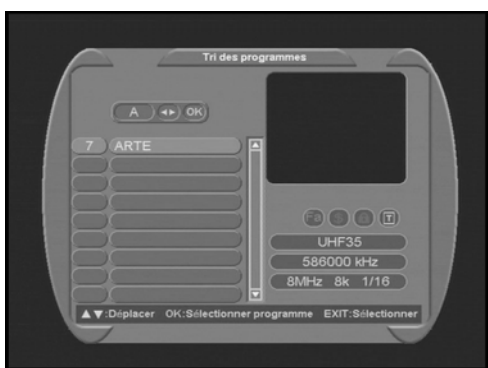 Tri des programmes
A ◄► OK
7 ARTE
Fa $ T
UHF35
586000 kHz
8MHz 8k 1/16
▲▼:Déplacer OK:Sélectionner programme EXIT:Sélectionner